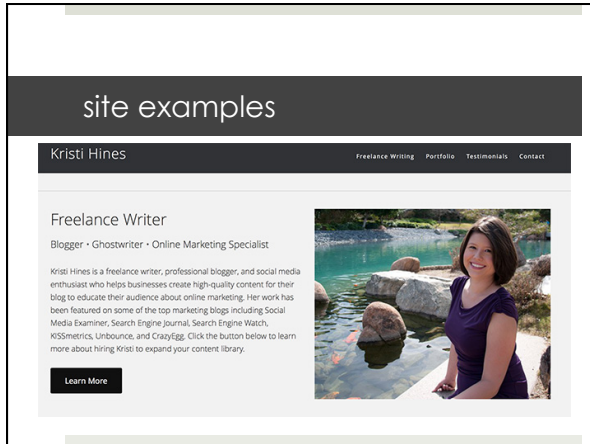 site examples
Kristi Hines
Freelance Writing Portfolio Testimonials Contact
Freelance Writer
Blogger • Ghostwriter • Online Marketing Specialist
Kristi Hines is a freelance writer, professional blogger, and social media
enthusiast who helps businesses create high-quality content for their
blog to educate their audience about online marketing. Her work has
been featured on some of the top marketing blogs including Social
Media Examiner, Search Engine Journal, Search Engine Watch,
KISSmetrics, Unbounce, and CrazyEgg. Click the button below to learn
more about hiring Kristi to expand your content library.
Learn More